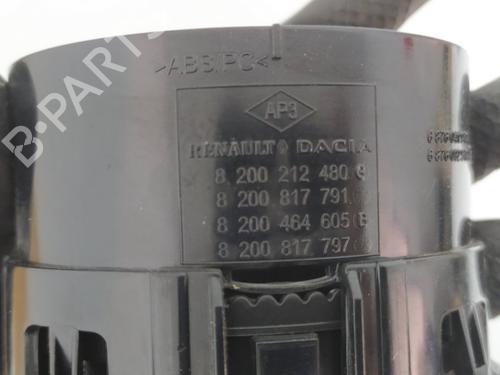 B-PARTS
>ABS/PC<
AP3
RENAULT DACIA
8 200 212 480
8 200 817 791
8 200 464 605
8 200 817 797